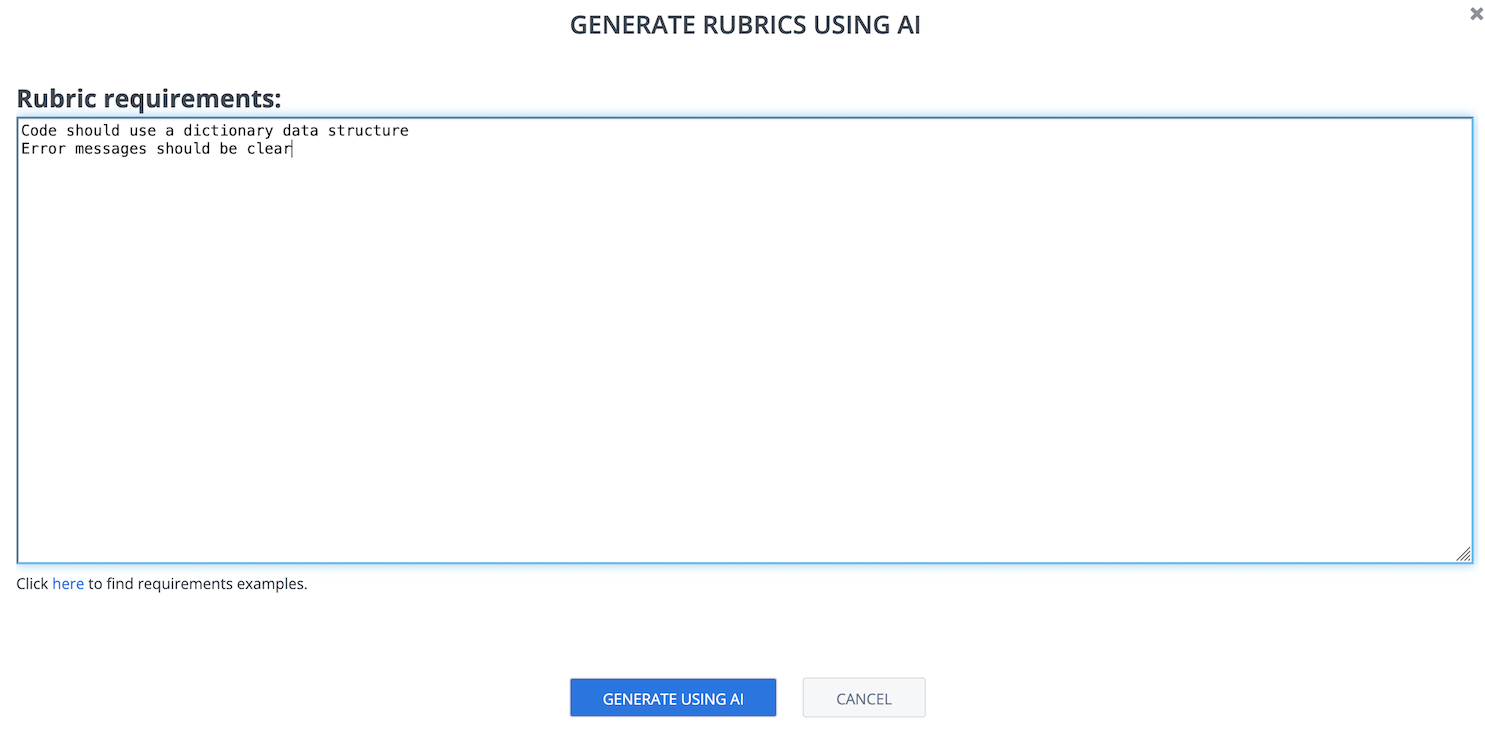 GENERATE RUBRICS USING AI
Rubric requirements:
Code should use a dictionary data structure
Error messages should be clear
Click here to find requirements examples.
GENERATE USING AI
CANCEL